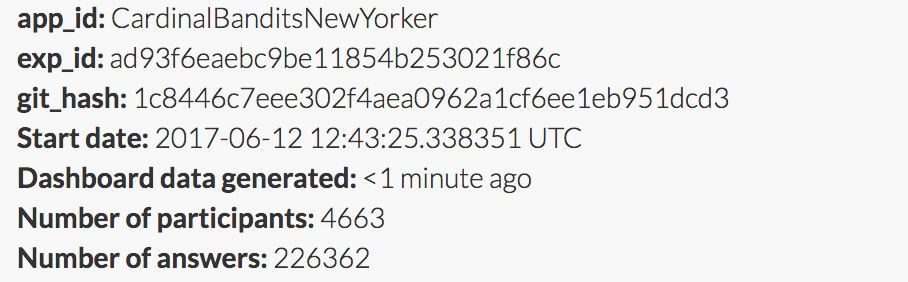 app_id: CardinalBanditsNewYorker
exp_id: ad93f6eaebc9be11854b253021f86c
git_hash: 1c8446c7eee302f4aea0962a1cf6ee1eb951dcd3
Start date: 2017-06-12 12:43:25.338351 UTC
Dashboard data generated: <1 minute ago
Number of participants: 4663
Number of answers: 226362